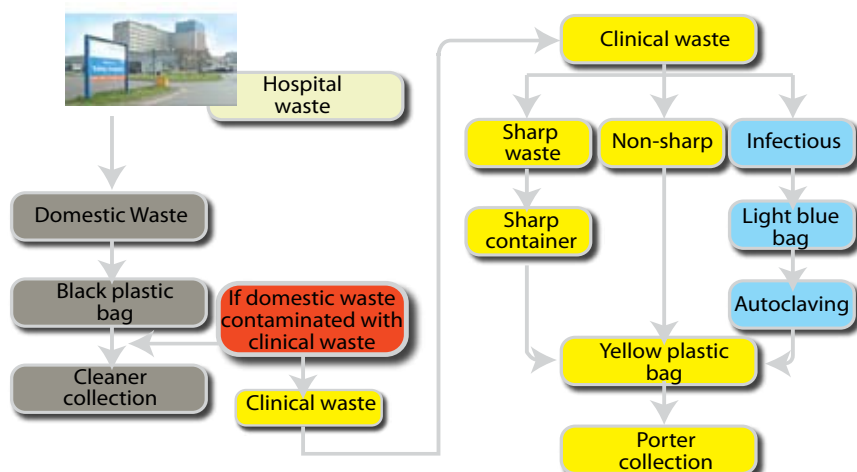 Hospital
waste
Domestic Waste
Black plastic
bag
Cleaner
collection
If domestic waste
contaminated with
clinical waste
Clinical waste
Clinical waste
Sharp
waste
Non-sharp
Infectious
Sharp
container
Light blue
bag
Autoclaving
Yellow plastic
bag
Porter
collection